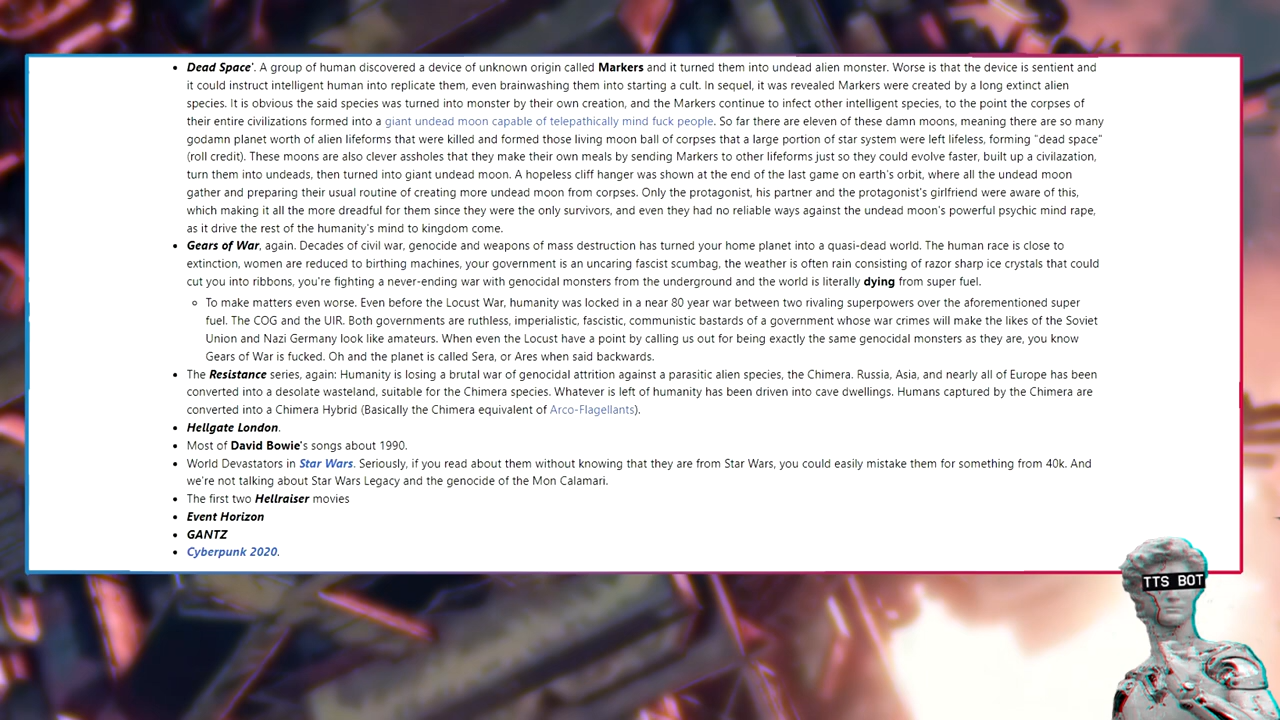 Dead Space'. A group of human discovered a device of unknown origin called Markers and it turned them into undead alien monster. Worse is that the device is sentient and
it could instruct intelligent human into replicate them, even brainwashing them into starting a cult. In sequel, it was revealed Markers were created by a long extinct alien
species. It is obvious the said species was turned into monster by their own creation, and the Markers continue to infect other intelligent species, to the point the corpses of
their entire civilizations formed into a giant undead moon capable of telepathically mind fuck people. So far there are eleven of these damn moons, meaning there are so many
godamn planet worth of alien lifeforms that were killed and formed those living moon ball of corpses that a large portion of star system were left lifeless, forming "dead space"
(roll credit). These moons are also clever assholes that they make their own meals by sending Markers to other lifeforms just so they could evolve faster, built up a civilazation,
turn them into undeads, then turned into giant undead moon. A hopeless cliff hanger was shown at the end of the last game on earth's orbit, where all the undead moon
gather and preparing their usual routine of creating more undead moon from corpses. Only the protagonist, his partner and the protagonist's girlfriend were aware of this,
which making it all the more dreadful for them since they were the only survivors, and even they had no reliable ways against the undead moon's powerful psychic mind rape,
as it drive the rest of the humanity's mind to kingdom come.
Gears of War, again. Decades of civil war, genocide and weapons of mass destruction has turned your home planet into a quasi-dead world. The human race is close to
extinction, women are reduced to birthing machines, your government is an uncaring fascist scumbag, the weather is often rain consisting of razor sharp ice crystals that could
cut you into ribbons, you're fighting a never-ending war with genocidal monsters from the underground and the world is literally dying from super fuel.
To make matters even worse. Even before the Locust War, humanity was locked in a near 80 year war between two rivaling superpowers over the aforementioned super
fuel. The COG and the UIR. Both governments are ruthless, imperialistic, fascistic, communistic bastards of a government whose war crimes will make the likes of the Soviet
Union and Nazi Germany look like amateurs. When even the Locust have a point by calling us out for being exactly the same genocidal monsters as they are, you know
Gears of War is fucked. Oh and the planet is called Sera, or Ares when said backwards.
The Resistance series, again: Humanity is losing a brutal war of genocidal attrition against a parasitic alien species, the Chimera. Russia, Asia, and nearly all of Europe has been
converted into a desolate wasteland, suitable for the Chimera species. Whatever is left of humanity has been driven into cave dwellings. Humans captured by the Chimera are
converted into a Chimera Hybrid (Basically the Chimera equivalent of Arco-Flagellants).
Hellgate London.
Most of David Bowie's songs about 1990.
World Devastators in Star Wars. Seriously, if you read about them without knowing that they are from Star Wars, you could easily mistake them for something from 40k. And
we're not talking about Star Wars Legacy and the genocide of the Mon Calamari.
The first two Hellraiser movies
Event Horizon
GANTZ
Cyberpunk 2020.
TTS BOT